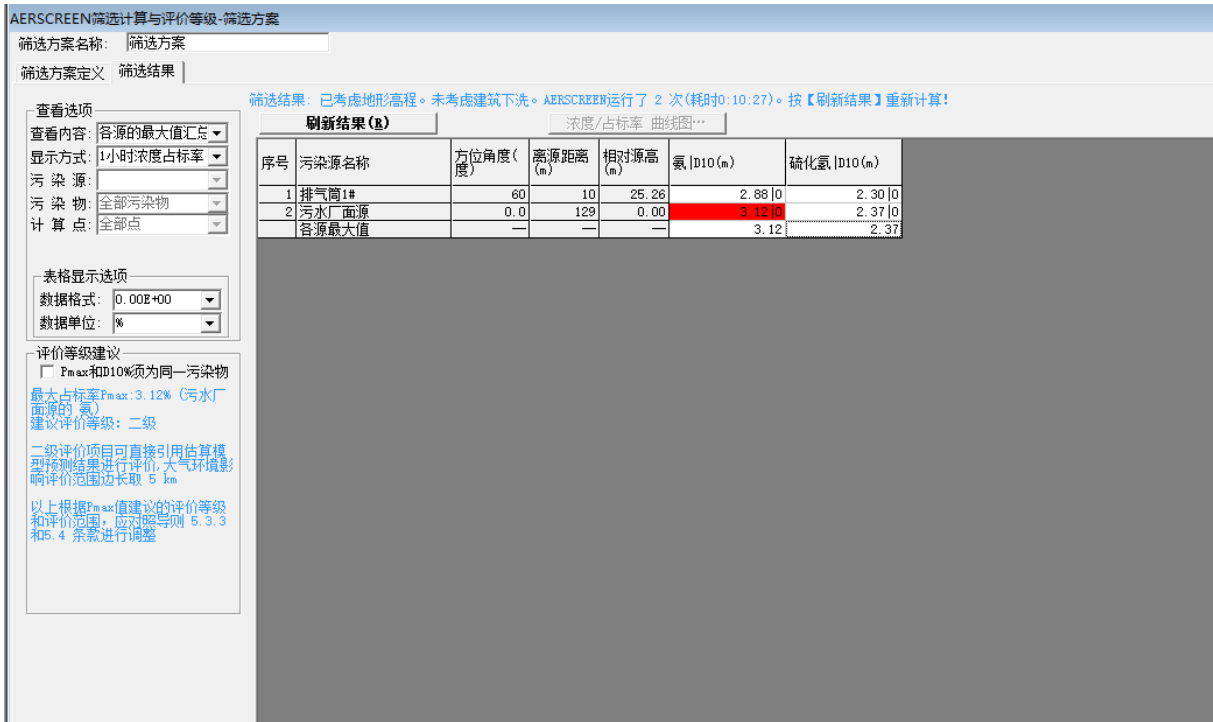 AERSCREEN筛选计算与评价等级-筛选方案
筛选方案名称: 筛选方案
筛选方案定义 筛选结果
筛选结果: 已考虑地形高程。未考虑建筑下洗。AERSCREEN运行了 2 次(耗时0:10:27)。按【刷新结果】重新计算!
查看选项
查看内容: 各源的最大值汇总
显示方式: 1小时浓度占标率
污 染 源:
污 染 物: 全部污染物
计 算 点: 全部点
表格显示选项
数据格式: 0.00E+00
数据单位: %
评价等级建议
Pmax和D10%须为同一污染物
最大占标率Pmax:3.12% (污水厂
面源的 氨)
建议评价等级: 二级
二级评价项目可直接引用估算模
型预测结果进行评价,大气环境影
响评价范围边长取 5 km
以上根据Pmax值建议的评价等级
和评价范围，应对照导则 5.3.3
和5.4 条款进行调整
刷新结果(R) 浓度/占标率 曲线图…
序号 污染源名称 方位角度(度) 离源距离(m) 相对源高(m) 氨|D10(m) 硫化氢|D10(m)
1 排气筒1# 60 10 25.26 2.88|0 2.30|0
2 污水厂面源 0.0 129 0.00 3.12|0 2.37|0
各源最大值 — — — 3.12 2.37